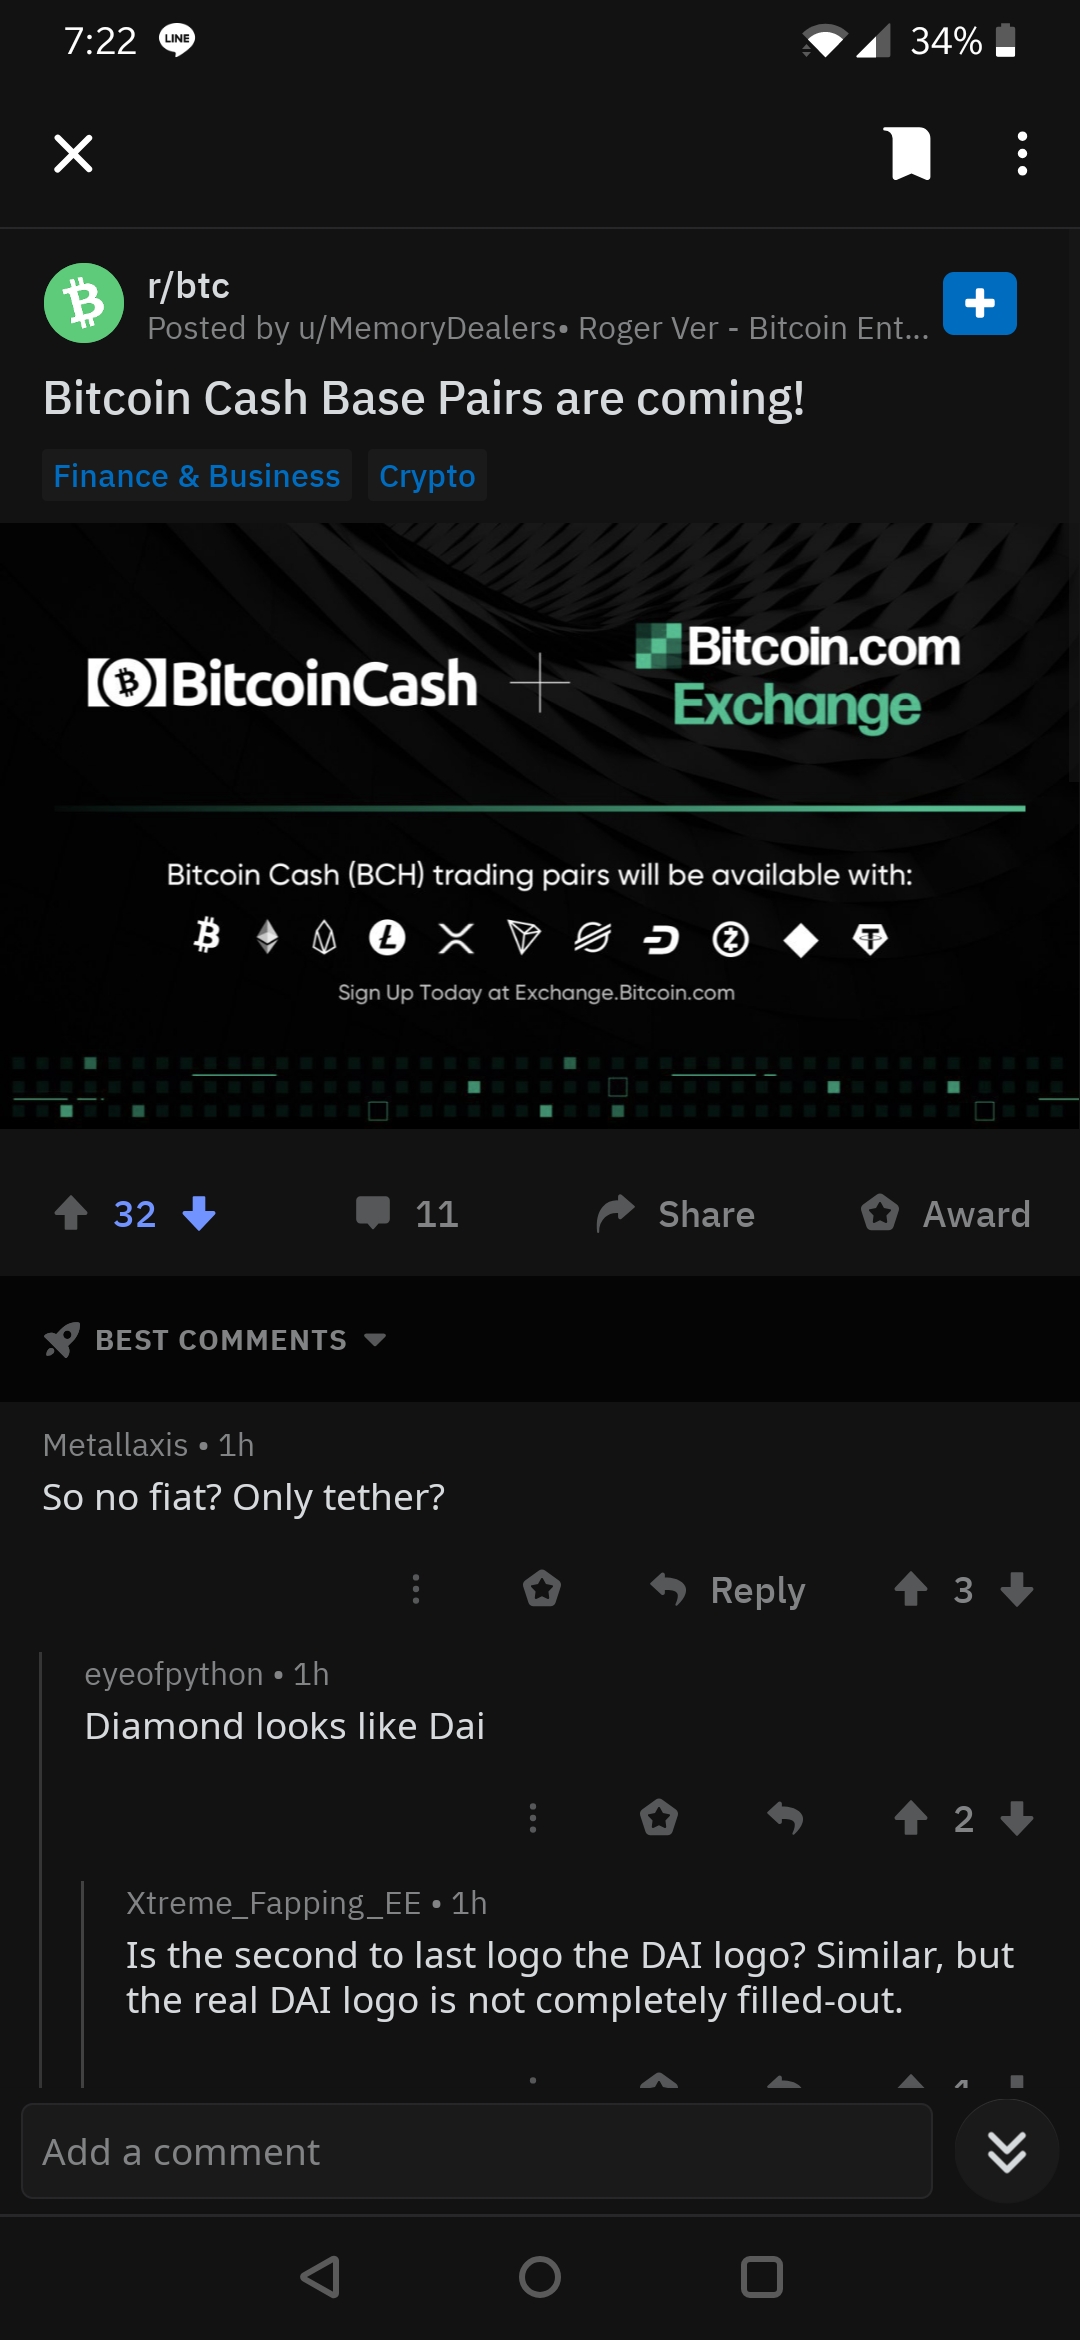 7:22 LINE 34%
r/btc
Posted by u/MemoryDealers• Roger Ver - Bitcoin Ent...
Bitcoin Cash Base Pairs are coming!
Finance & Business Crypto
BitcoinCash
Bitcoin.com
Exchange
Bitcoin Cash (BCH) trading pairs will be available with:
Sign Up Today at Exchange.Bitcoin.com
32 11 Share Award
BEST COMMENTS
Metallaxis • 1h
So no fiat? Only tether?
Reply 3
eyeofpython • 1h
Diamond looks like Dai
2
Xtreme_Fapping_EE • 1h
Is the second to last logo the DAI logo? Similar, but
the real DAI logo is not completely filled-out.
Add a comment